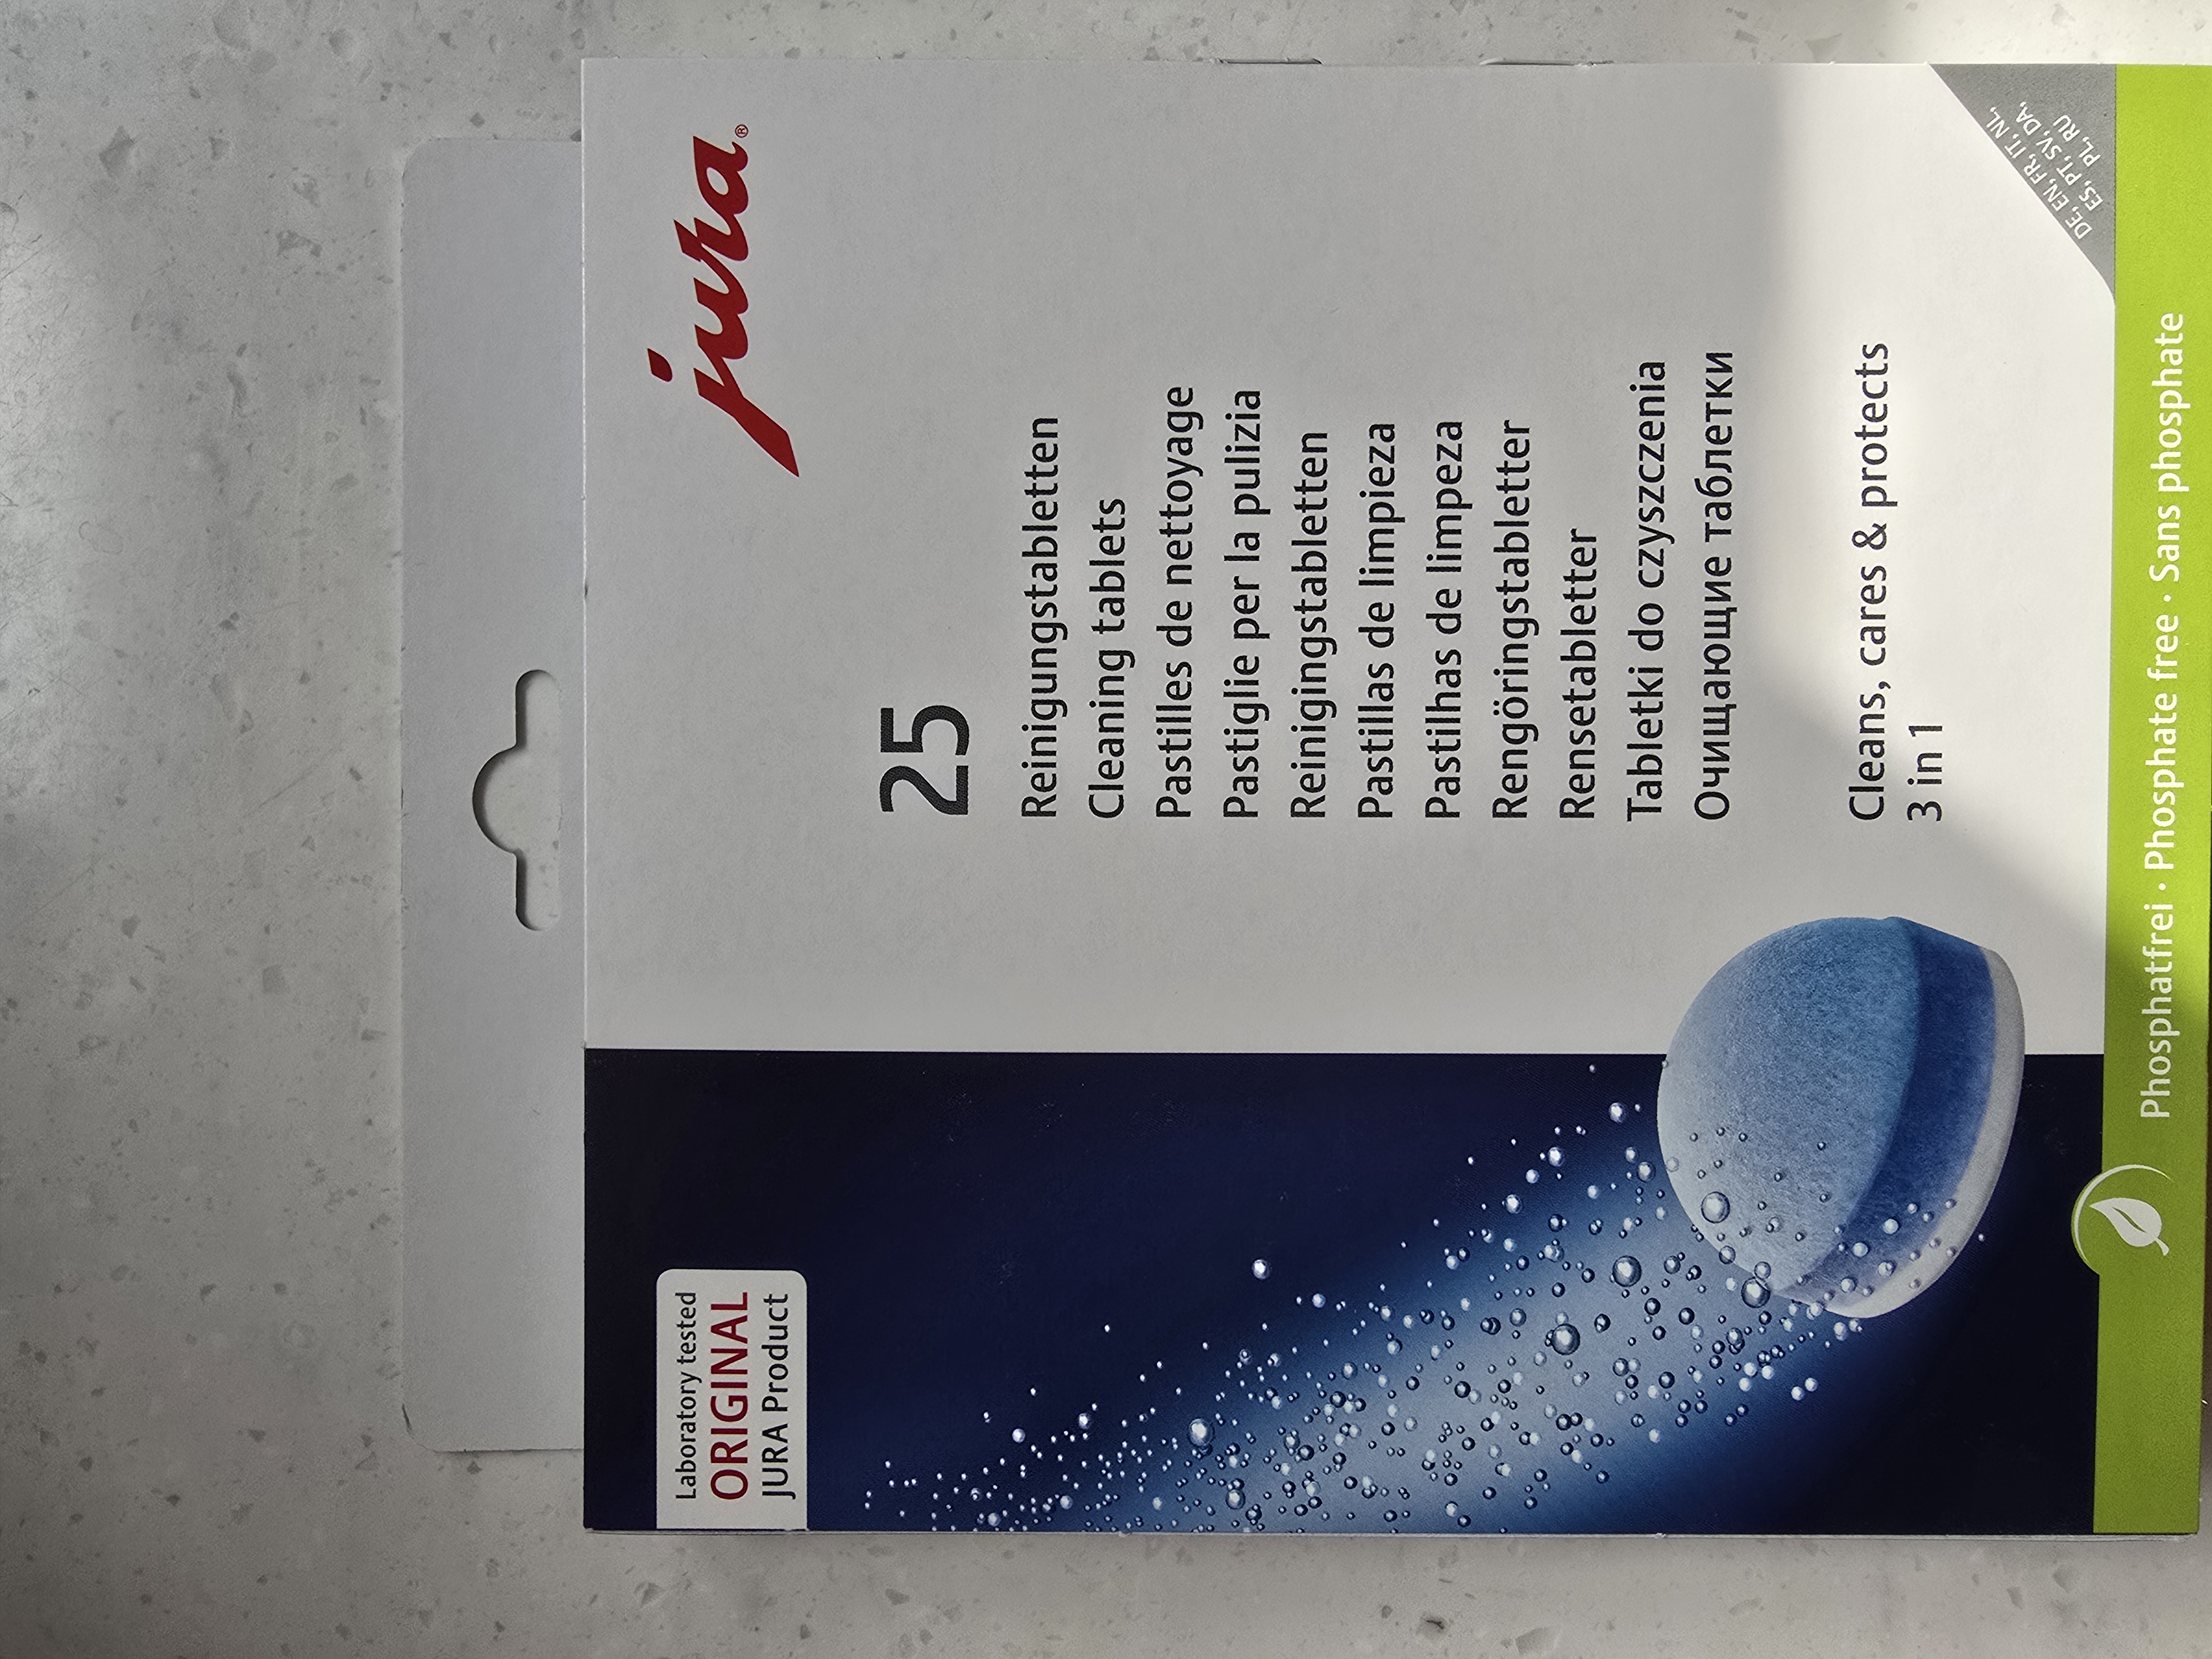 jura®
25
Reinigungstabletten
Cleaning tablets
Pastilles de nettoyage
Pastiglie per la pulizia
Reinigingstabletten
Pastillas de limpieza
Pastilhas de limpeza
Rengöringstabletter
Rensetabletter
Tabletki do czyszczenia
Очищающие таблетки
Cleans, cares & protects
3 in 1
Laboratory tested
ORIGINAL
JURA Product
DE, EN, FR, IT, NL,
ES, PT, SV, DA,
PL, RU
Phosphatfrei · Phosphate free · Sans phosphate